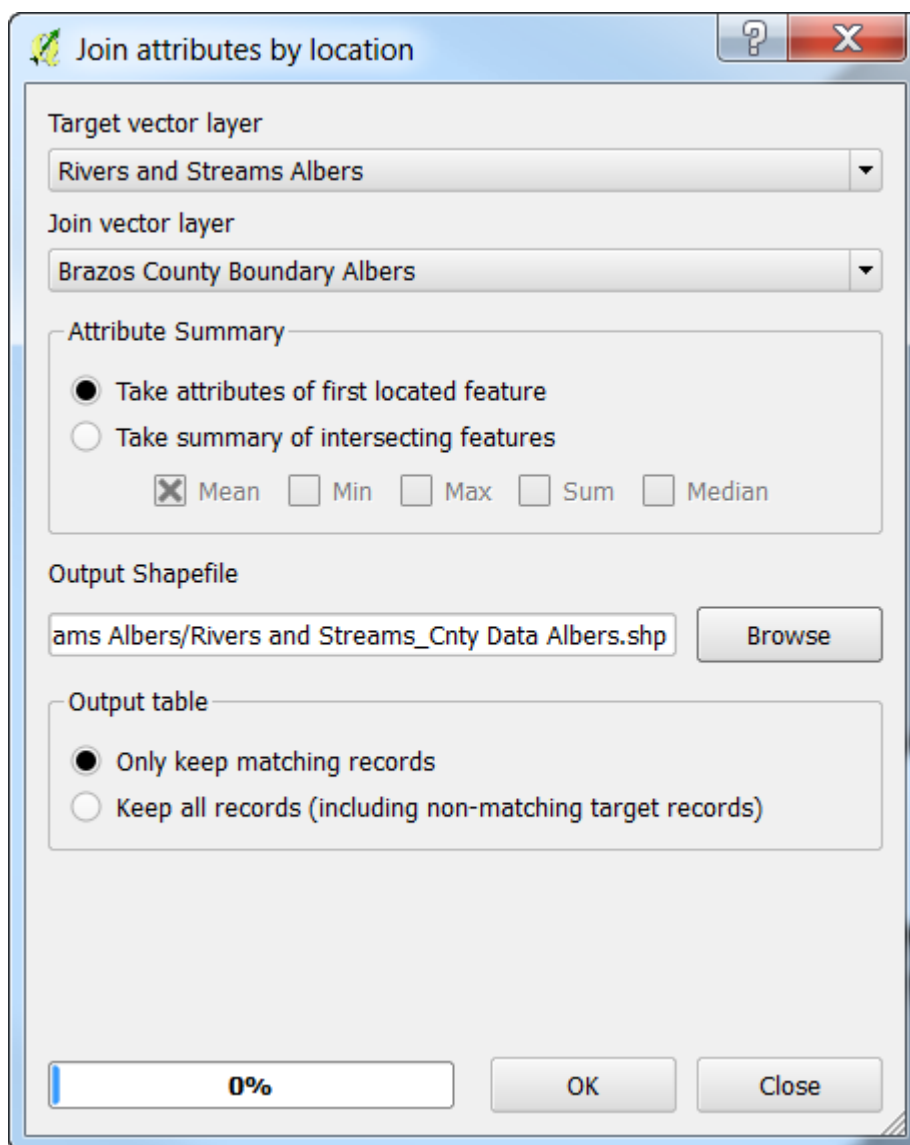 Join attributes by location
Target vector layer
Rivers and Streams Albers
Join vector layer
Brazos County Boundary Albers
Attribute Summary
Take attributes of first located feature
Take summary of intersecting features
Mean Min Max Sum Median
Output Shapefile
ams Albers/Rivers and Streams_Cnty Data Albers.shp Browse
Output table
Only keep matching records
Keep all records (including non-matching target records)
0% OK Close